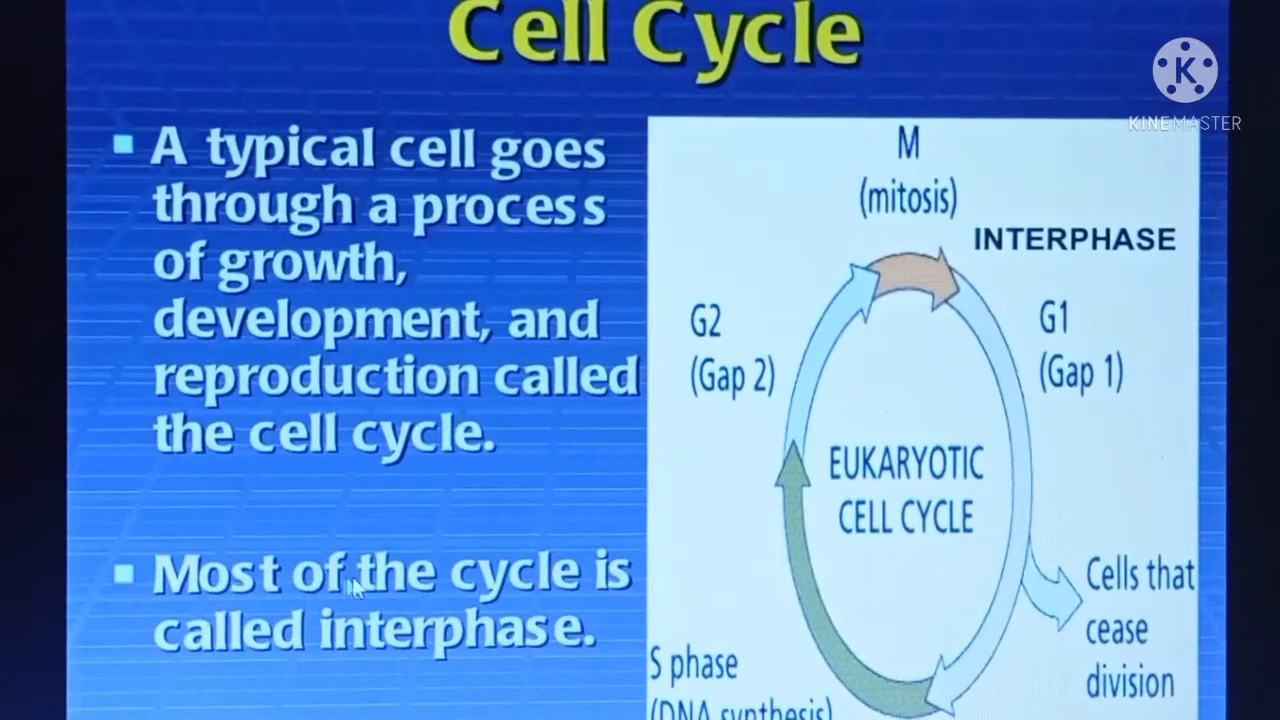 Cell Cycle
K
KINEMASTER
A typical cell goes
through a process
of growth,
development, and
reproduction called
the cell cycle.
Most of the cycle is
called interphase.
M
(mitosis)
INTERPHASE
G2
(Gap 2)
G1
(Gap 1)
EUKARYOTIC
CELL CYCLE
Cells that
cease
division
S phase
(DNA synthesis)